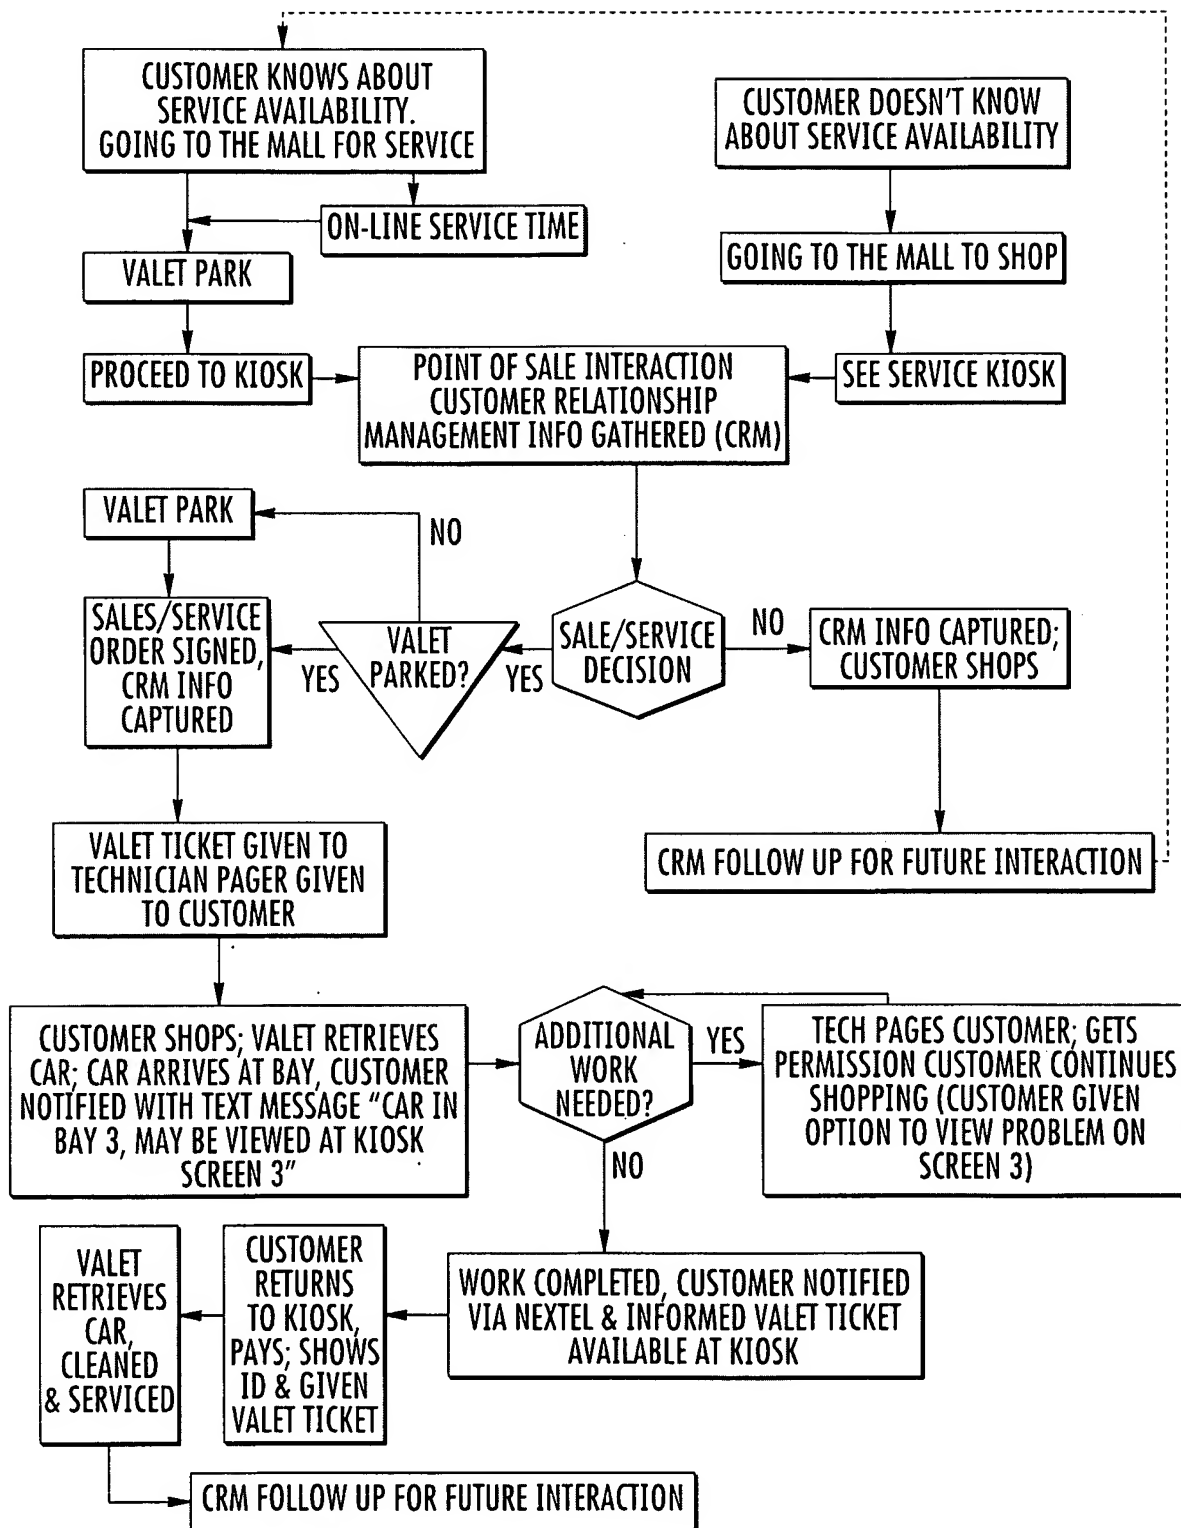 CUSTOMER KNOWS ABOUT
SERVICE AVAILABILITY.
GOING TO THE MALL FOR SERVICE
CUSTOMER DOESN'T KNOW
ABOUT SERVICE AVAILABILITY
ON-LINE SERVICE TIME
VALET PARK
GOING TO THE MALL TO SHOP
PROCEED TO KIOSK
POINT OF SALE INTERACTION
CUSTOMER RELATIONSHIP
MANAGEMENT INFO GATHERED (CRM)
SEE SERVICE KIOSK
VALET PARK
NO
SALES/SERVICE
ORDER SIGNED,
CRM INFO
CAPTURED
YES
VALET
PARKED?
YES
SALE/SERVICE
DECISION
NO
CRM INFO CAPTURED;
CUSTOMER SHOPS
VALET TICKET GIVEN TO
TECHNICIAN PAGER GIVEN
TO CUSTOMER
CRM FOLLOW UP FOR FUTURE INTERACTION
CUSTOMER SHOPS; VALET RETRIEVES
CAR; CAR ARRIVES AT BAY, CUSTOMER
NOTIFIED WITH TEXT MESSAGE "CAR IN
BAY 3, MAY BE VIEWED AT KIOSK
SCREEN 3"
ADDITIONAL
WORK
NEEDED?
YES
TECH PAGES CUSTOMER; GETS
PERMISSION CUSTOMER CONTINUES
SHOPPING (CUSTOMER GIVEN
OPTION TO VIEW PROBLEM ON
SCREEN 3)
NO
VALET
RETRIEVES
CAR,
CLEANED
& SERVICED
CUSTOMER
RETURNS
TO KIOSK,
PAYS; SHOWS
ID & GIVEN
VALET TICKET
WORK COMPLETED, CUSTOMER NOTIFIED
VIA NEXTEL & INFORMED VALET TICKET
AVAILABLE AT KIOSK
CRM FOLLOW UP FOR FUTURE INTERACTION